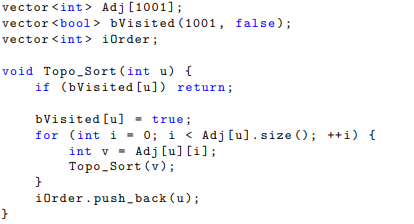 vector<int> Adj[1001];
vector<bool> bVisited(1001, false);
vector<int> iOrder;
void Topo_Sort(int u) {
if (bVisited[u]) return;
bVisited[u] = true;
for (int i = 0; i < Adj[u].size(); ++i) {
int v = Adj[u][i];
Topo_Sort(v);
}
iOrder.push_back(u);
}